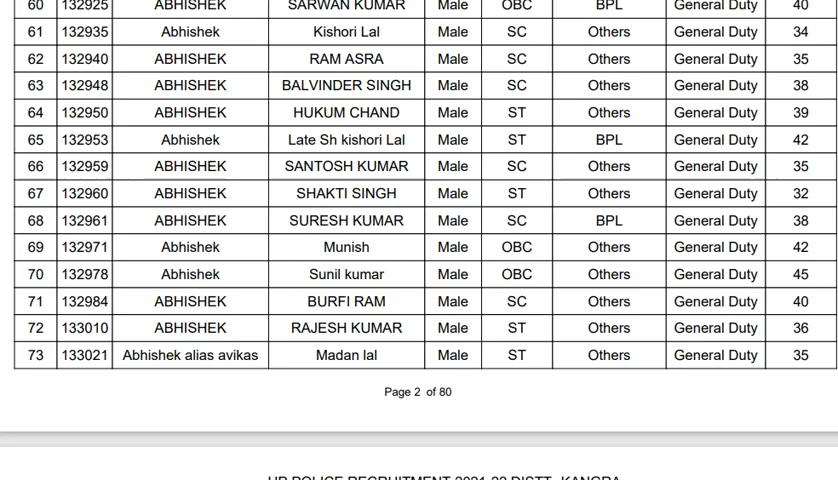 60 132925 ABHISHEK SARWAN KUMAR Male OBC BPL General Duty 40
61 132935 Abhishek Kishori Lal Male SC Others General Duty 34
62 132940 ABHISHEK RAM ASRA Male SC Others General Duty 35
63 132948 ABHISHEK BALVINDER SINGH Male SC Others General Duty 38
64 132950 ABHISHEK HUKUM CHAND Male ST Others General Duty 39
65 132953 Abhishek Late Sh kishori Lal Male ST BPL General Duty 42
66 132959 ABHISHEK SANTOSH KUMAR Male SC Others General Duty 35
67 132960 ABHISHEK SHAKTI SINGH Male ST Others General Duty 32
68 132961 ABHISHEK SURESH KUMAR Male SC BPL General Duty 38
69 132971 Abhishek Munish Male OBC Others General Duty 42
70 132978 Abhishek Sunil kumar Male OBC Others General Duty 45
71 132984 ABHISHEK BURFI RAM Male SC Others General Duty 40
72 133010 ABHISHEK RAJESH KUMAR Male ST Others General Duty 36
73 133021 Abhishek alias avikas Madan lal Male ST Others General Duty 35
Page 2 of 80
HP POLICE RECRUITMENT 2021-22 DISTT- KANGRA